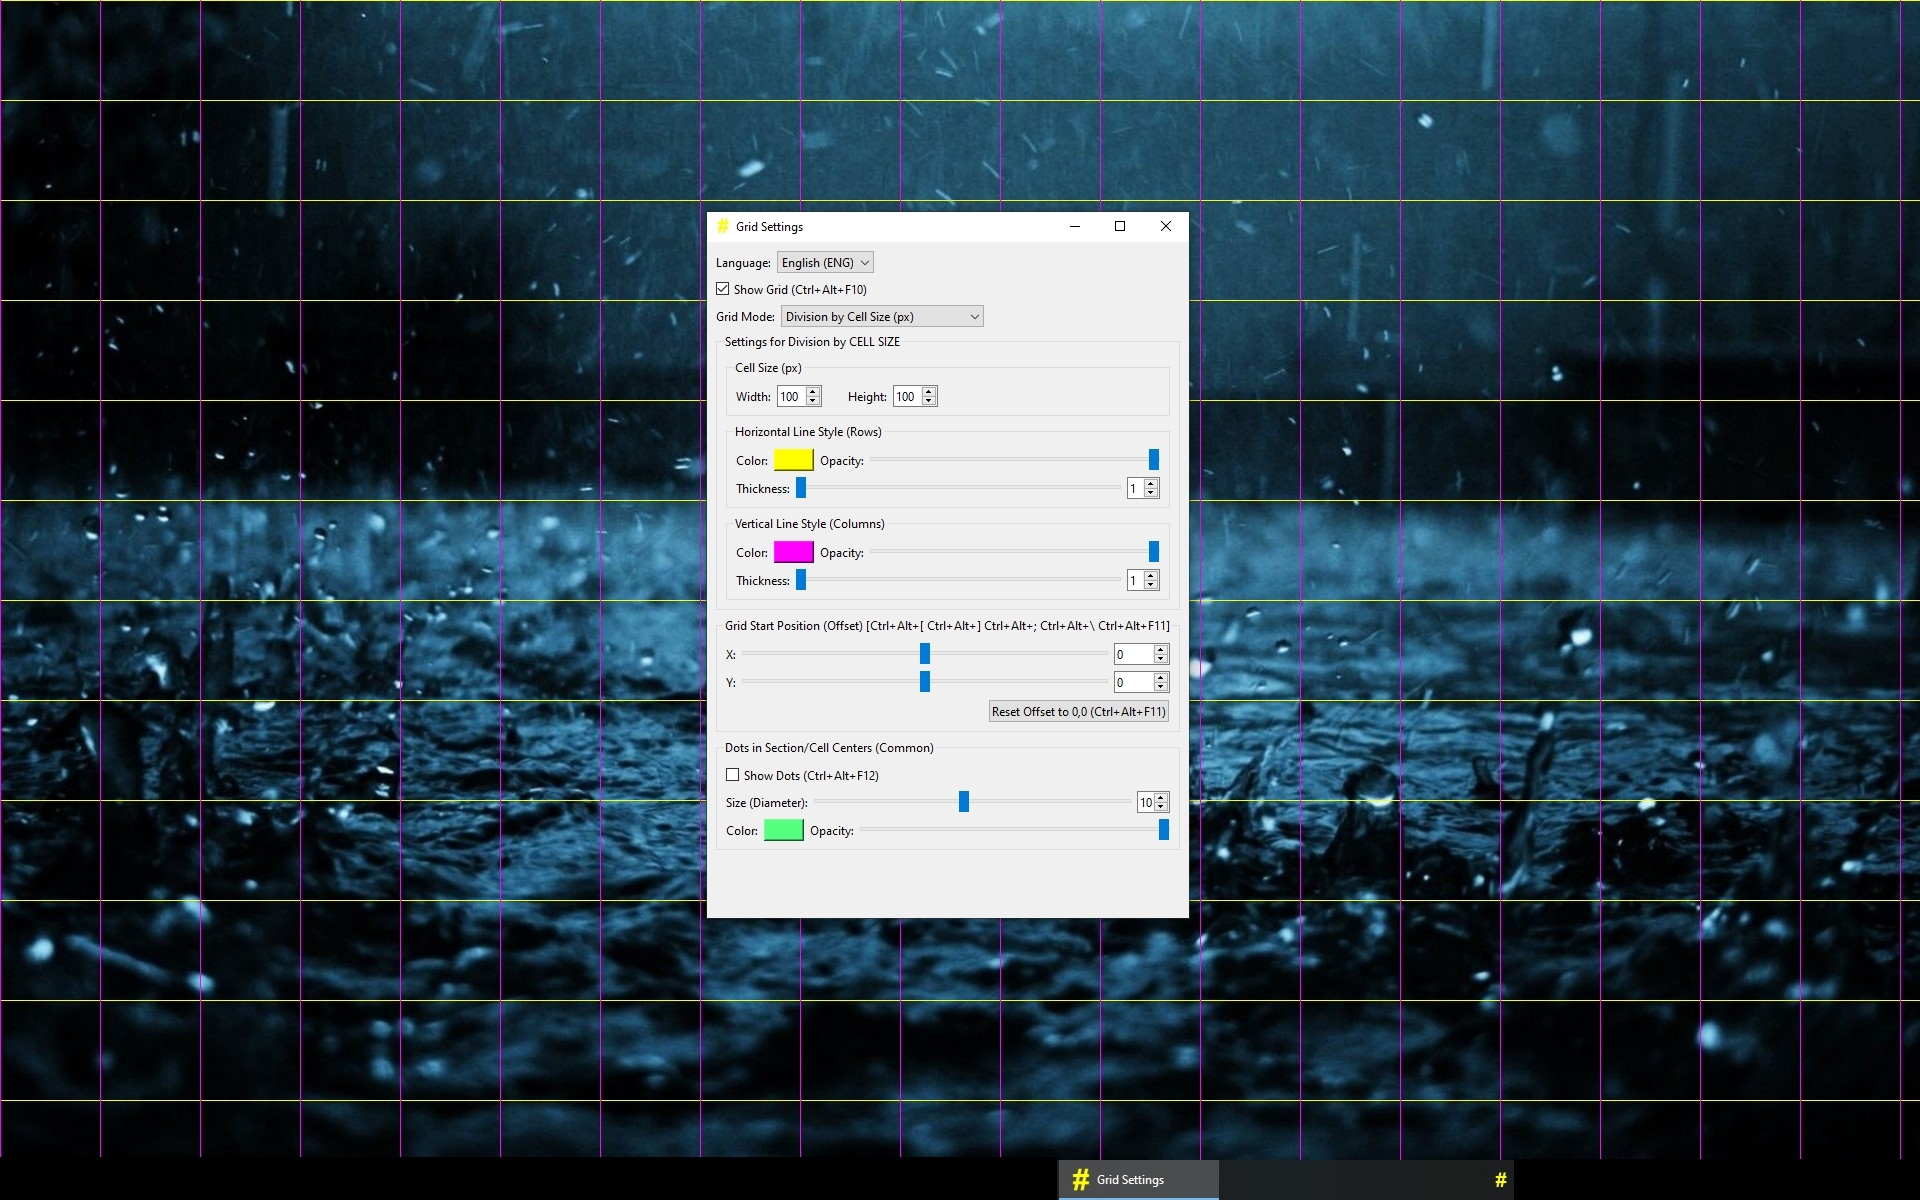 # Grid Settings
Language: English (ENG)
Show Grid (Ctrl+Alt+F10)
Grid Mode: Division by Cell Size (px)
Settings for Division by CELL SIZE
Cell Size (px)
Width: 100 Height: 100
Horizontal Line Style (Rows)
Color: Opacity:
Thickness: 1
Vertical Line Style (Columns)
Color: Opacity:
Thickness: 1
Grid Start Position (Offset) [Ctrl+Alt+[ Ctrl+Alt+] Ctrl+Alt+; Ctrl+Alt+\ Ctrl+Alt+F11]
X: 0
Y: 0
Reset Offset to 0,0 (Ctrl+Alt+F11)
Dots in Section/Cell Centers (Common)
Show Dots (Ctrl+Alt+F12)
Size (Diameter): 10
Color: Opacity:
# Grid Settings #